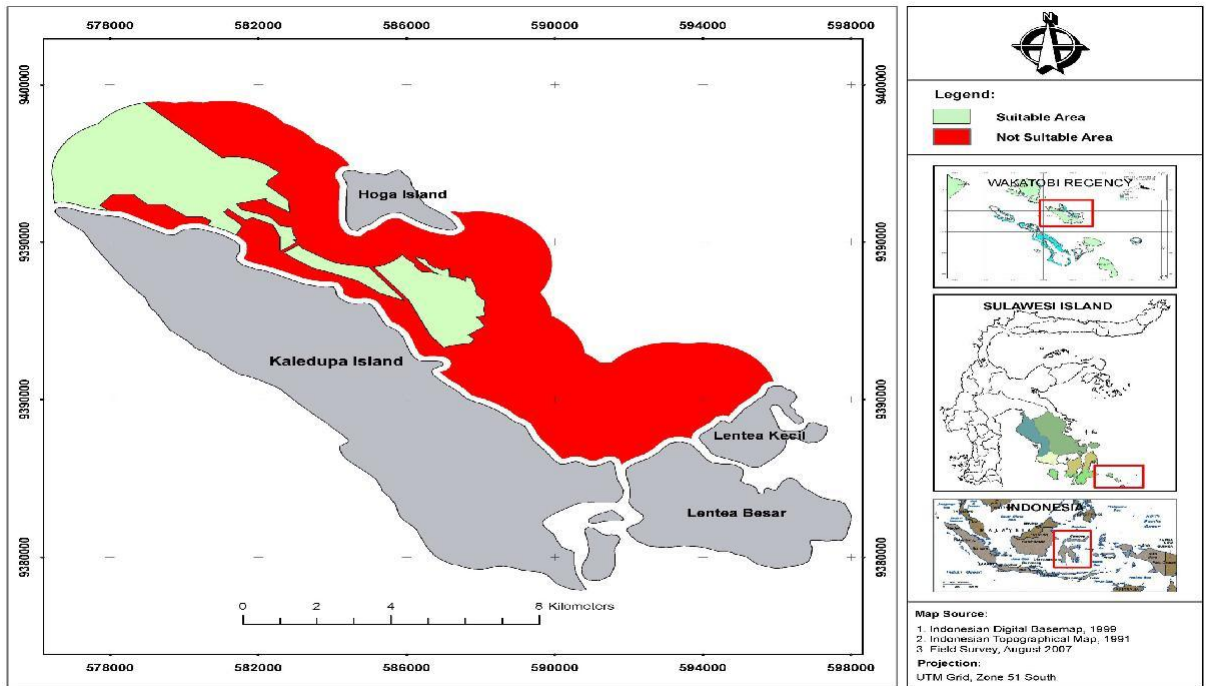 578000 582000 586000 590000 594000 598000
9400000
9400000
9390000
9390000
9390000
9390000
9380000
9380000
Hoga Island
Kaledupa Island
Lentea Kecil
Lentea Besar
0 2 4 8 Kilometers
578000 582000 586000 590000 594000 598000
N
Legend:
Suitable Area
Not Suitable Area
WAKATOBI REGENCY
SULAWESI ISLAND
INDONESIA
Map Source:
1. Indonesian Digital Basemap, 1999
2. Indonesian Topographical Map, 1991
3. Field Survey, August 2007
Projection:
UTM Grid, Zone 51 South